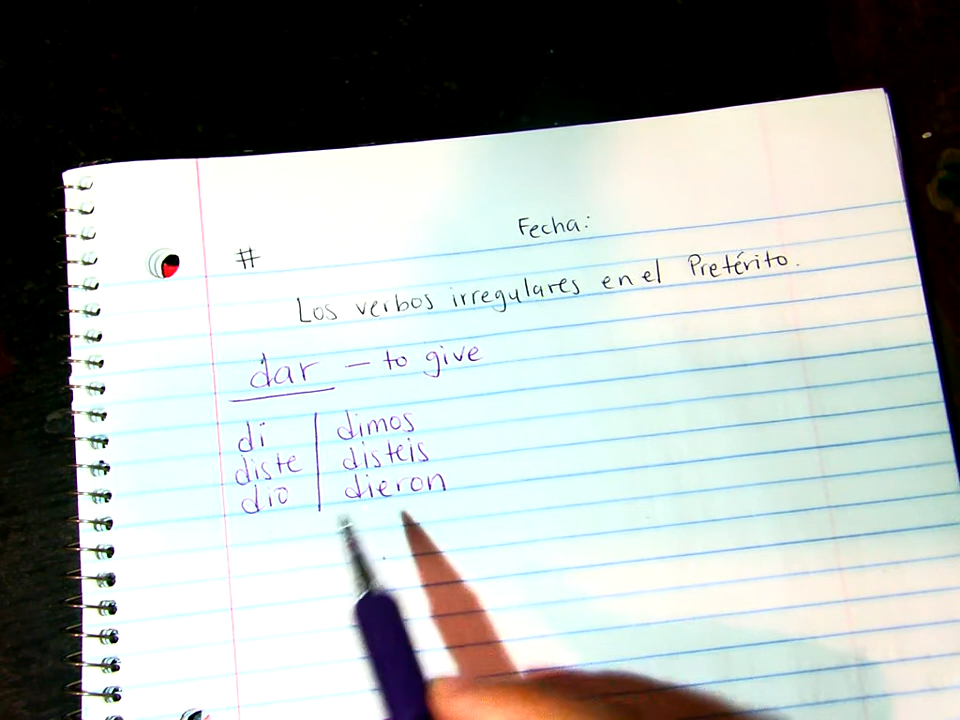 Fecha:
#
Los verbos irregulares en el Pretérito.
dar – to give
di | dimos
diste | disteis
dio | dieron